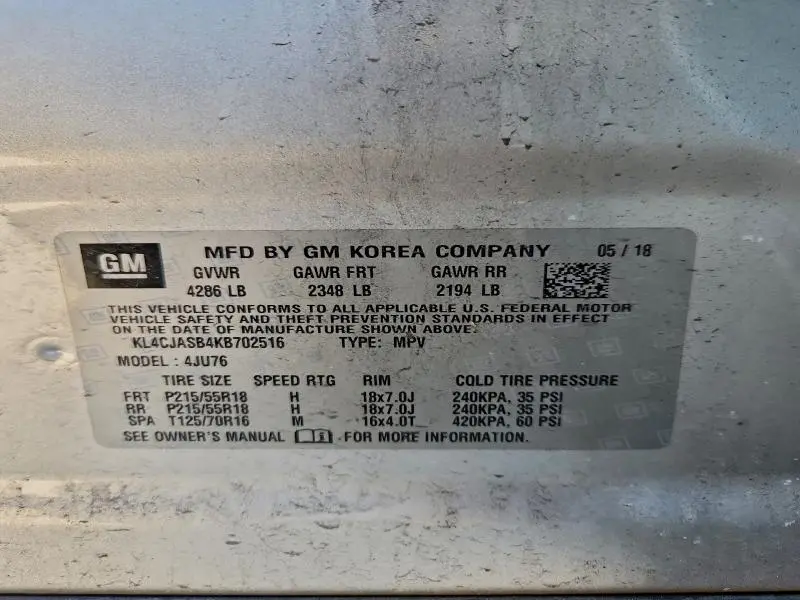 GM MFD BY GM KOREA COMPANY 05 / 18
GVWR GAWR FRT GAWR RR
4286 LB 2348 LB 2194 LB
THIS VEHICLE CONFORMS TO ALL APPLICABLE U.S. FEDERAL MOTOR
VEHICLE SAFETY AND THEFT PREVENTION STANDARDS IN EFFECT
ON THE DATE OF MANUFACTURE SHOWN ABOVE.
KL4CJASB4KB702516 TYPE: MPV
MODEL : 4JU76
TIRE SIZE SPEED RTG RIM COLD TIRE PRESSURE
FRT P215/55R18 H 18x7.0J 240KPA, 35 PSI
RR P215/55R18 H 18x7.0J 240KPA, 35 PSI
SPA T125/70R16 M 16x4.0T 420KPA, 60 PSI
SEE OWNER'S MANUAL FOR MORE INFORMATION.